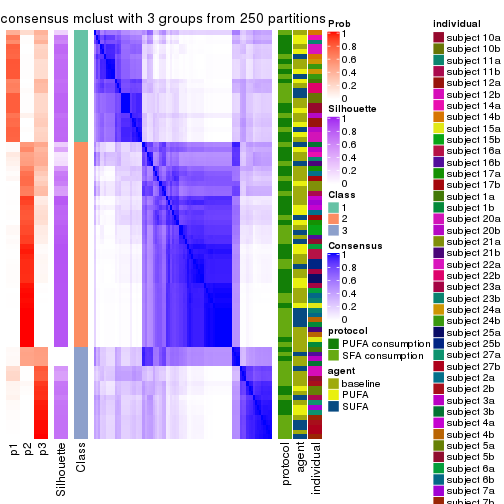 consensus mclust with 3 groups from 250 partitions
Prob
1
0.8
0.6
0.4
0.2
0
Silhouette
1
0.8
0.6
0.4
0.2
0
Class
1
2
3
Consensus
1
0.8
0.6
0.4
0.2
0
protocol
PUFA consumption
SFA consumption
agent
baseline
PUFA
SUFA
individual
subject 10a
subject 10b
subject 11a
subject 11b
subject 12a
subject 12b
subject 14a
subject 14b
subject 15a
subject 15b
subject 16a
subject 16b
subject 17a
subject 17b
subject 1a
subject 1b
subject 20a
subject 20b
subject 21a
subject 21b
subject 22a
subject 22b
subject 23a
subject 23b
subject 24a
subject 24b
subject 25a
subject 25b
subject 27a
subject 27b
subject 2a
subject 2b
subject 3a
subject 3b
subject 4a
subject 4b
subject 5a
subject 5b
subject 6a
subject 6b
subject 7a
subject 7b
p1
p2
p3
Silhouette
Class
protocol
agent
individual